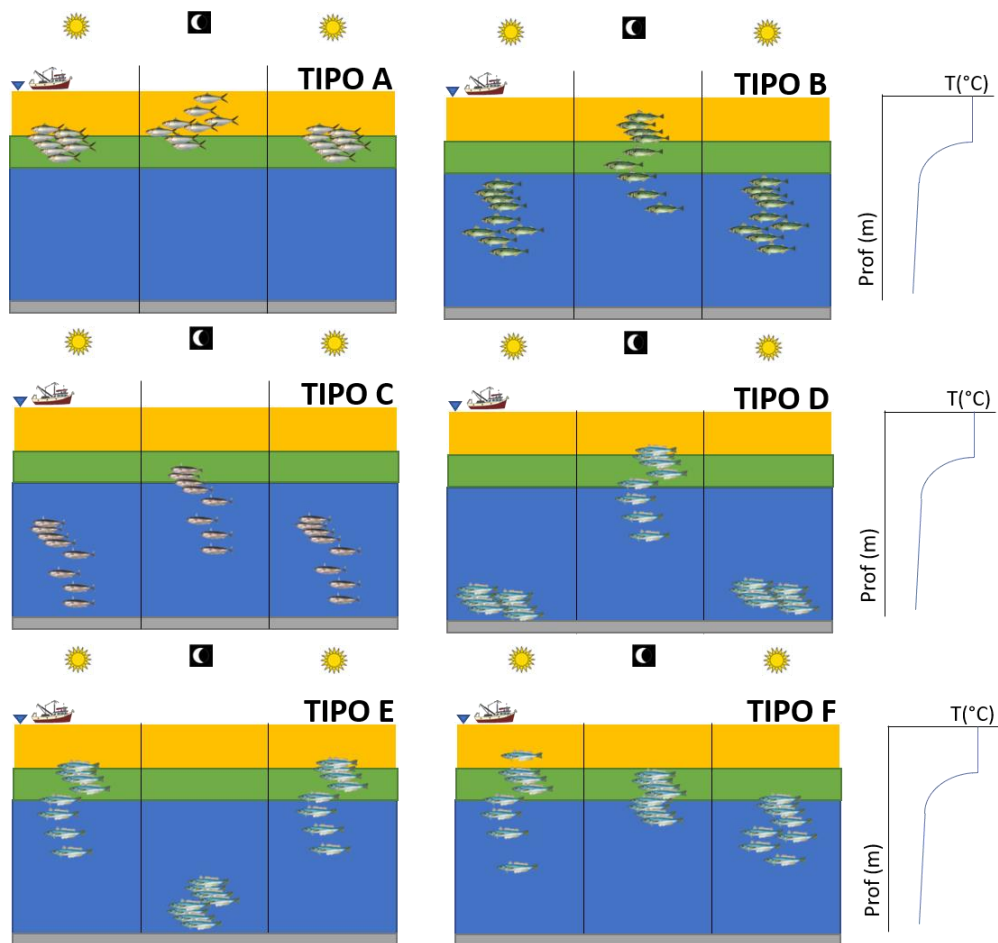 TIPO A
TIPO B
T(°C)
Prof (m)
TIPO C
TIPO D
T(°C)
Prof (m)
TIPO E
TIPO F
T(°C)
Prof (m)